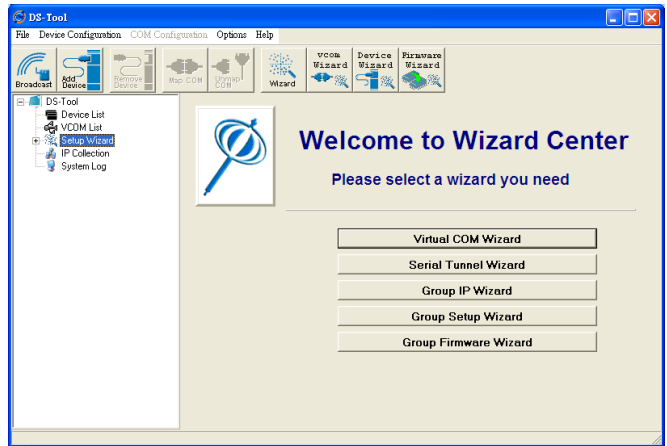 DS-Tool
File Device Configuration COM Configuration Options Help
Broadcast
Add Device
Remove Device
Map COM
Unmap COM
Wizard
vcom Wizard
Device Wizard
Firmware Wizard
DS-Tool
Device List
VCOM List
Setup Wizard
IP Collection
System Log
Welcome to Wizard Center
Please select a wizard you need
Virtual COM Wizard
Serial Tunnel Wizard
Group IP Wizard
Group Setup Wizard
Group Firmware Wizard